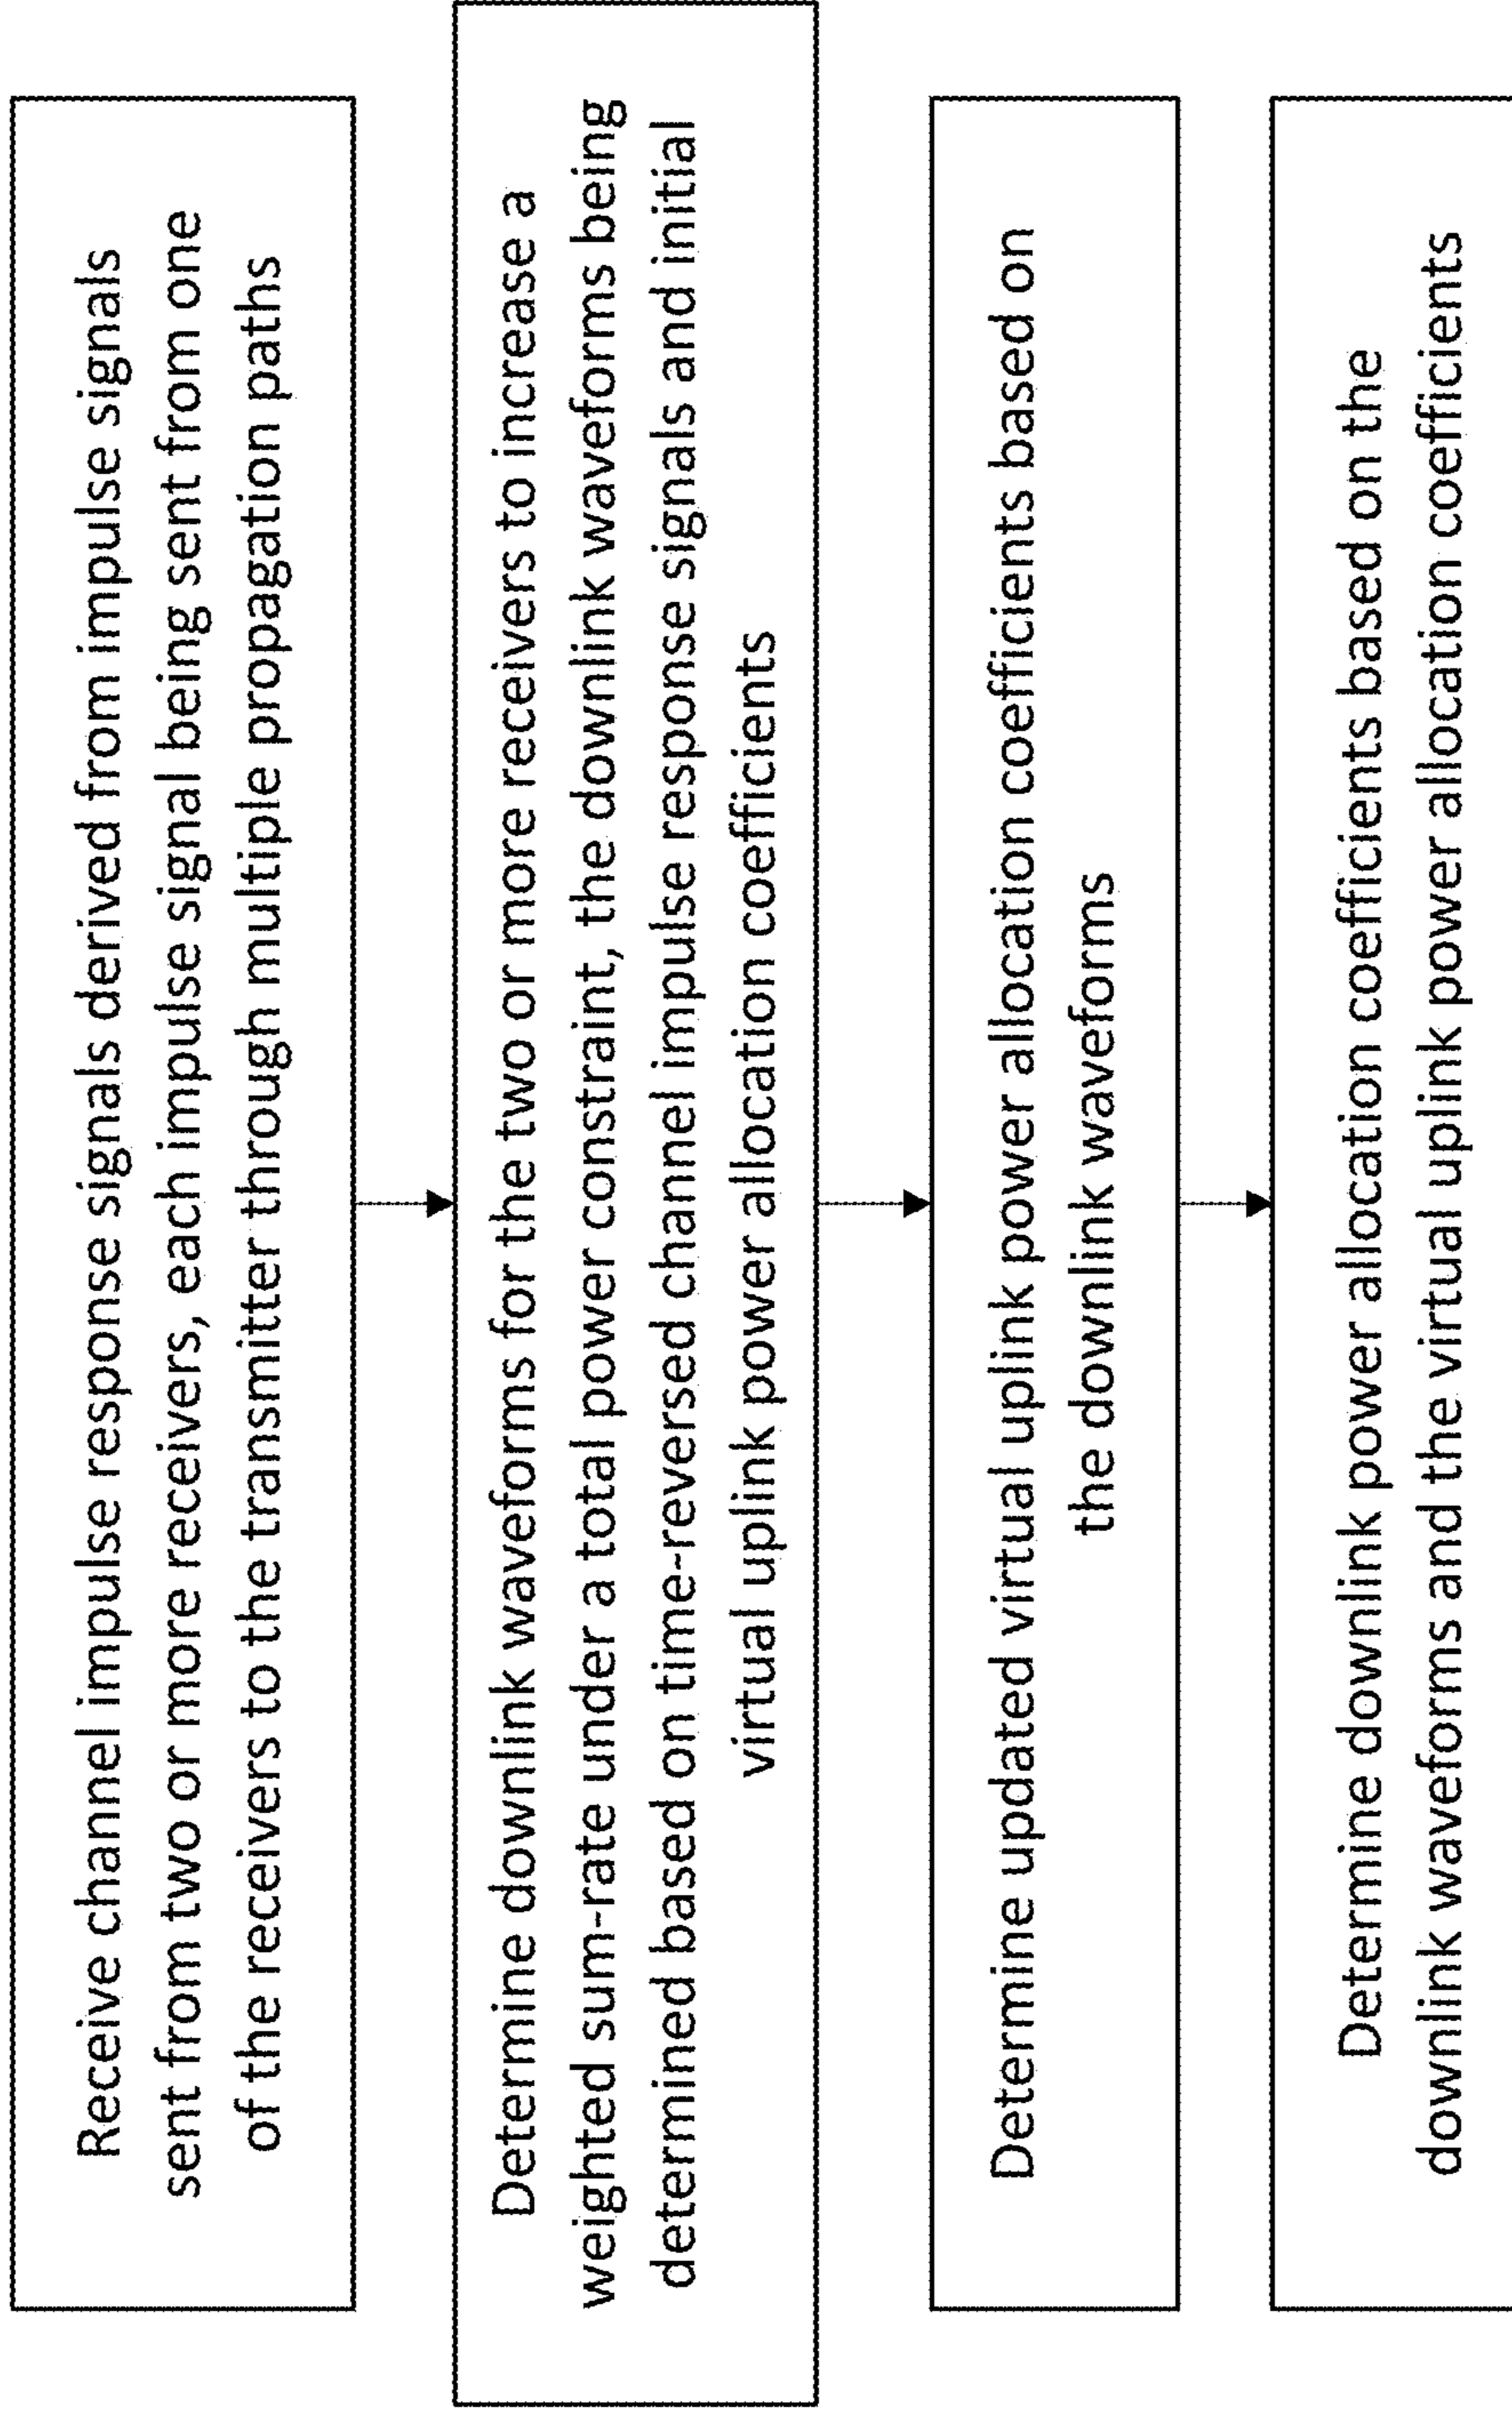 Receive channel impulse response signals derived from impulse signals
sent from two or more receivers, each impulse signal being sent from one
of the receivers to the transmitter through multiple propagation paths
Determine downlink waveforms for the two or more receivers to increase a
weighted sum-rate under a total power constraint, the downlink waveforms being
determined based on time-reversed channel impulse response signals and initial
virtual uplink power allocation coefficients
Determine updated virtual uplink power allocation coefficients based on
the downlink waveforms
Determine downlink power allocation coefficients based on the
downlink waveforms and the virtual uplink power allocation coefficients